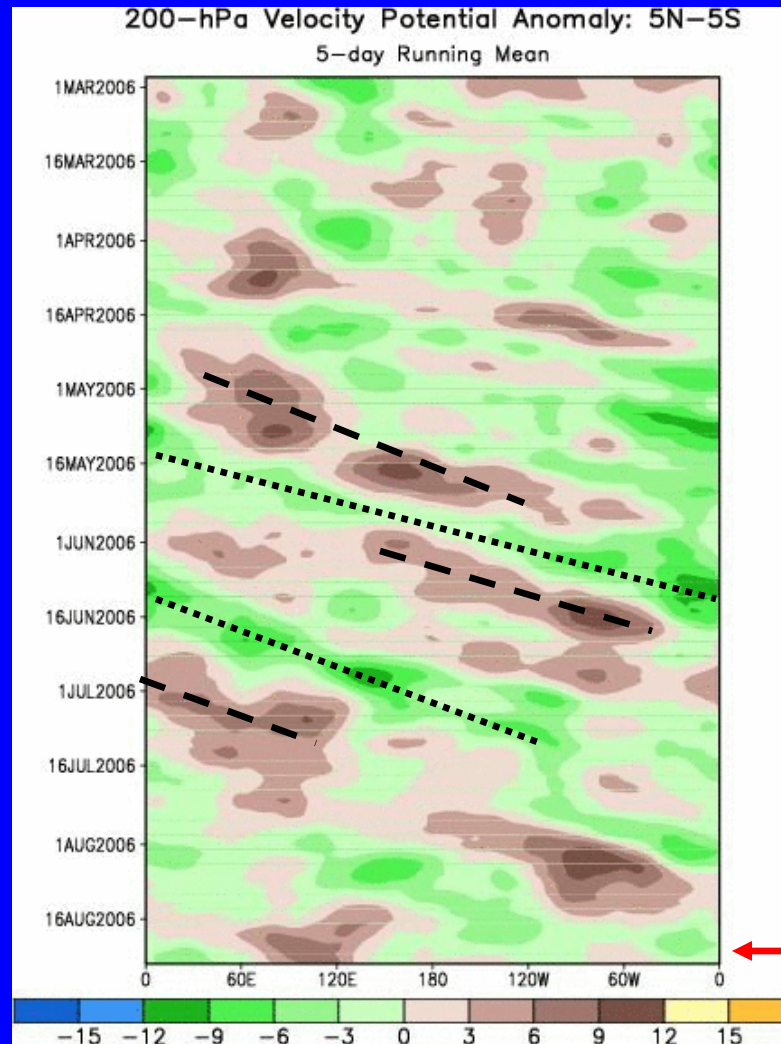 200-hPa Velocity Potential Anomaly: 5N-5S
5-day Running Mean
1MAR2006
16MAR2006
1APR2006
16APR2006
1MAY2006
16MAY2006
1JUN2006
16JUN2006
1JUL2006
16JUL2006
1AUG2006
16AUG2006
0 60E 120E 180 120W 60W 0
-15 -12 -9 -6 -3 0 3 6 9 12 15